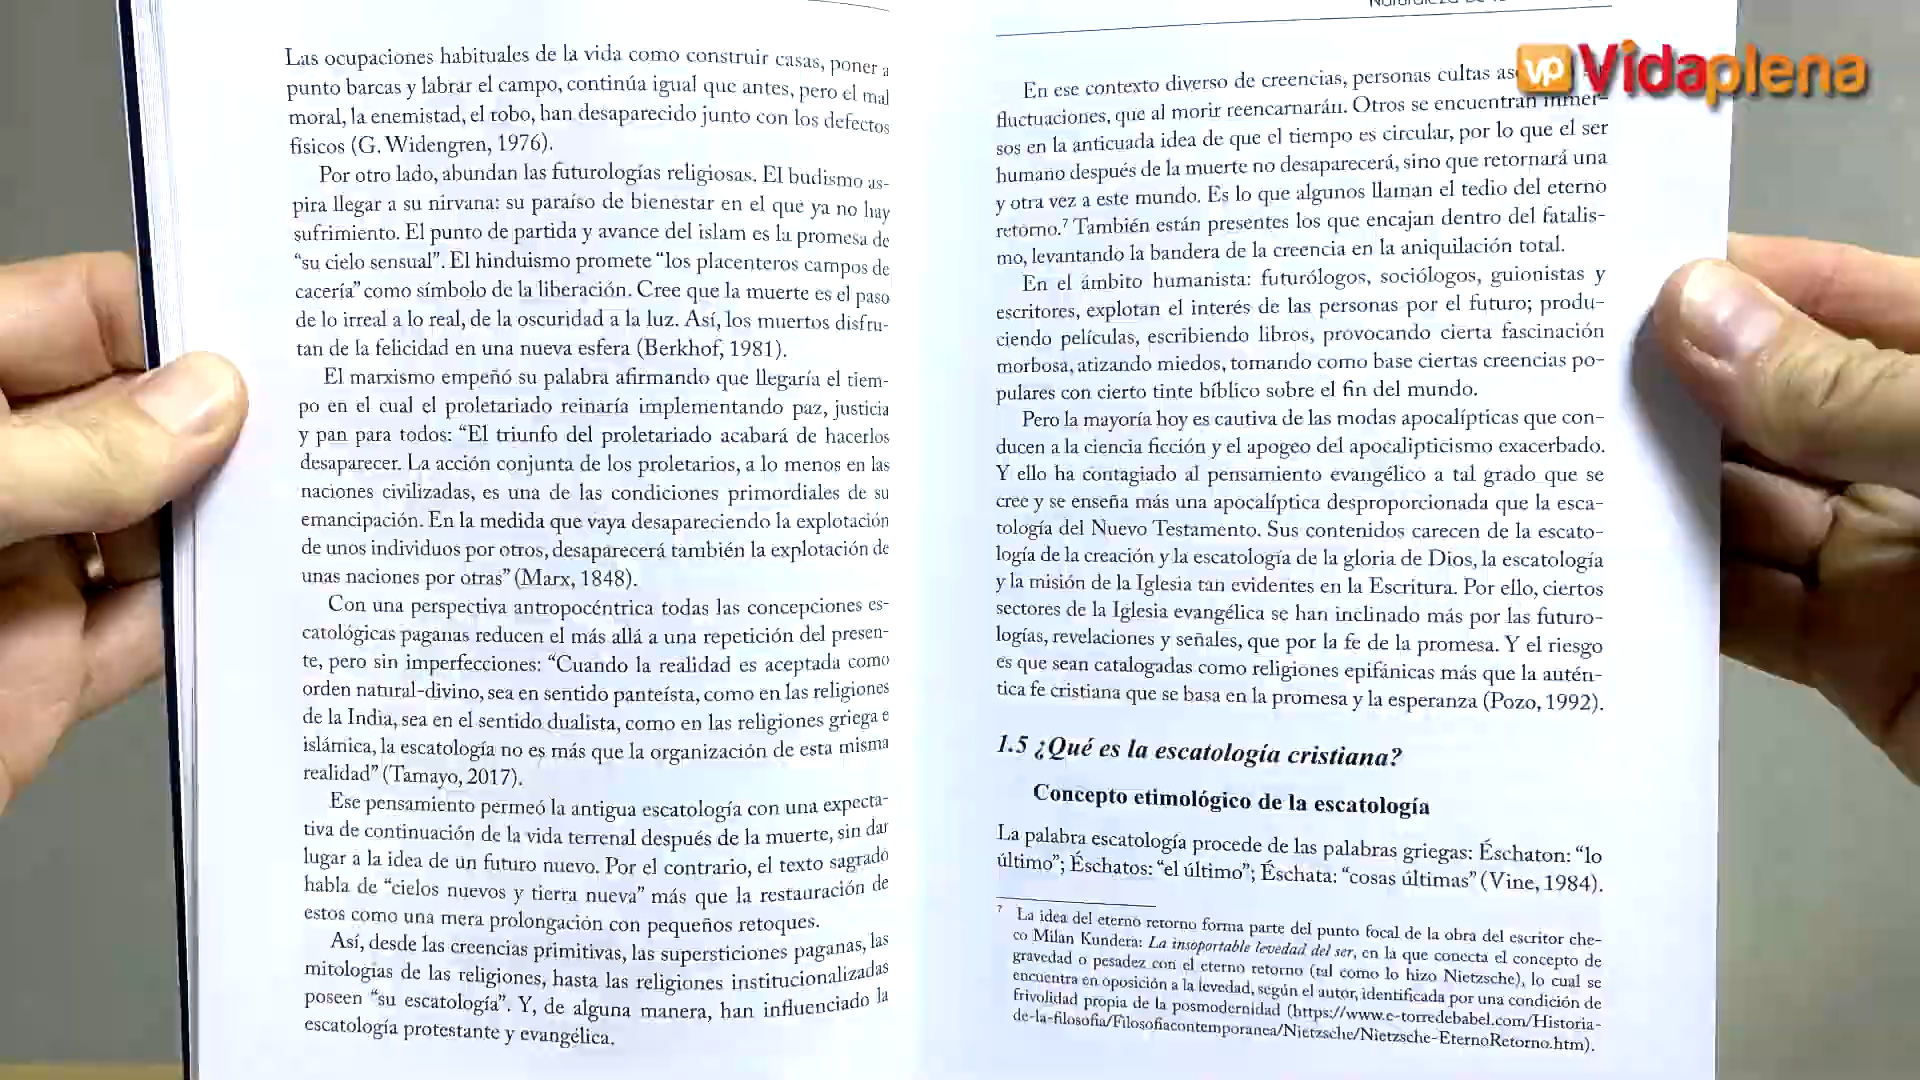 Las ocupaciones habituales de la vida como construir casas, poner a
punto barcas y labrar el campo, continúa igual que antes, pero el mal
moral, la enemistad, el robo, han desaparecido junto con los defectos
físicos (G. Widengren, 1976).
Por otro lado, abundan las futurologías religiosas. El budismo as-
pira llegar a su nirvana: su paraíso de bienestar en el que ya no hay
sufrimiento. El punto de partida y avance del islam es la promesa de
“su cielo sensual”. El hinduismo promete “los placenteros campos de
cacería” como símbolo de la liberación. Cree que la muerte es el paso
de lo irreal a lo real, de la oscuridad a la luz. Así, los muertos disfru-
tan de la felicidad en una nueva esfera (Berkhof, 1981).
El marxismo empeñó su palabra afirmando que llegaría el tiem-
po en el cual el proletariado reinaría implementando paz, justicia
y pan para todos: “El triunfo del proletariado acabará de hacerlos
desaparecer. La acción conjunta de los proletarios, a lo menos en las
naciones civilizadas, es una de las condiciones primordiales de su
emancipación. En la medida que vaya desapareciendo la explotación
de unos individuos por otros, desaparecerá también la explotación de
unas naciones por otras” (Marx, 1848).
Con una perspectiva antropocéntrica todas las concepciones es-
catológicas paganas reducen el más allá a una repetición del presen-
te, pero sin imperfecciones: “Cuando la realidad es aceptada como
orden natural-divino, sea en sentido panteísta, como en las religiones
de la India, sea en el sentido dualista, como en las religiones griega e
islámica, la escatología no es más que la organización de esta misma
realidad” (Tamayo, 2017).
Ese pensamiento permeó la antigua escatología con una expecta-
tiva de continuación de la vida terrenal después de la muerte, sin dar
lugar a la idea de un futuro nuevo. Por el contrario, el texto sagrado
habla de “cielos nuevos y tierra nueva” más que la restauración de
estos como una mera prolongación con pequeños retoques.
Así, desde las creencias primitivas, las supersticiones paganas, las
mitologías de las religiones, hasta las religiones institucionalizadas
poseen “su escatología”. Y, de alguna manera, han influenciado la
escatología protestante y evangélica.
vp Vidaplena
En ese contexto diverso de creencias, personas cultas
fluctuaciones, que al morir reencarnarán. Otros se encuentran inmer-
sos en la anticuada idea de que el tiempo es circular, por lo que el ser
humano después de la muerte no desaparecerá, sino que retornará una
y otra vez a este mundo. Es lo que algunos llaman el tedio del eterno
retorno.⁷ También están presentes los que encajan dentro del fatalis-
mo, levantando la bandera de la creencia en la aniquilación total.
En el ámbito humanista: futurólogos, sociólogos, guionistas y
escritores, explotan el interés de las personas por el futuro; produ-
ciendo películas, escribiendo libros, provocando cierta fascinación
morbosa, atizando miedos, tomando como base ciertas creencias po-
pulares con cierto tinte bíblico sobre el fin del mundo.
Pero la mayoría hoy es cautiva de las modas apocalípticas que con-
ducen a la ciencia ficción y el apogeo del apocalipticismo exacerbado.
Y ello ha contagiado al pensamiento evangélico a tal grado que se
cree y se enseña más una apocalíptica desproporcionada que la esca-
tología del Nuevo Testamento. Sus contenidos carecen de la escato-
logía de la creación y la escatología de la gloria de Dios, la escatología
y la misión de la Iglesia tan evidentes en la Escritura. Por ello, ciertos
sectores de la Iglesia evangélica se han inclinado más por las futuro-
logías, revelaciones y señales, que por la fe de la promesa. Y el riesgo
es que sean catalogadas como religiones epifánicas más que la autén-
tica fe cristiana que se basa en la promesa y la esperanza (Pozo, 1992).
1.5 ¿Qué es la escatología cristiana?
Concepto etimológico de la escatología
La palabra escatología procede de las palabras griegas: Éschaton: “lo
último”; Éschatos: “el último”; Éschata: “cosas últimas” (Vine, 1984).
⁷ La idea del eterno retorno forma parte del punto focal de la obra del escritor che-
co Milan Kundera: La insoportable levedad del ser, en la que conecta el concepto de
gravedad o pesadez con el eterno retorno (tal como lo hizo Nietzsche), lo cual se
encuentra en oposición a la levedad, según el autor, identificada por una condición de
frivolidad propia de la posmodernidad (https://www.e-torredebabel.com/Historia-
de-la-filosofia/Filosofiacontemporanea/Nietzsche/Nietzsche-EternoRetorno.htm).